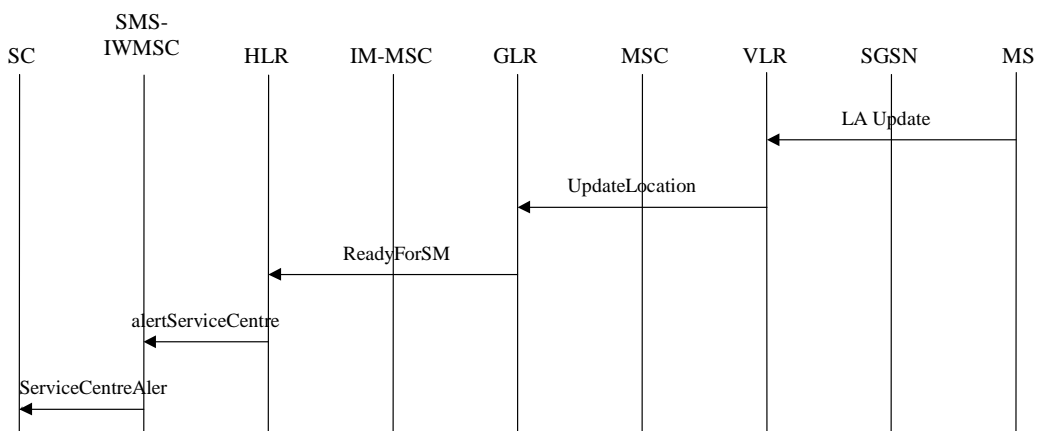 SMS-
IWMSC
SC HLR IM-MSC GLR MSC VLR SGSN MS
LA Update
UpdateLocation
ReadyForSM
alertServiceCentre
ServiceCentreAler